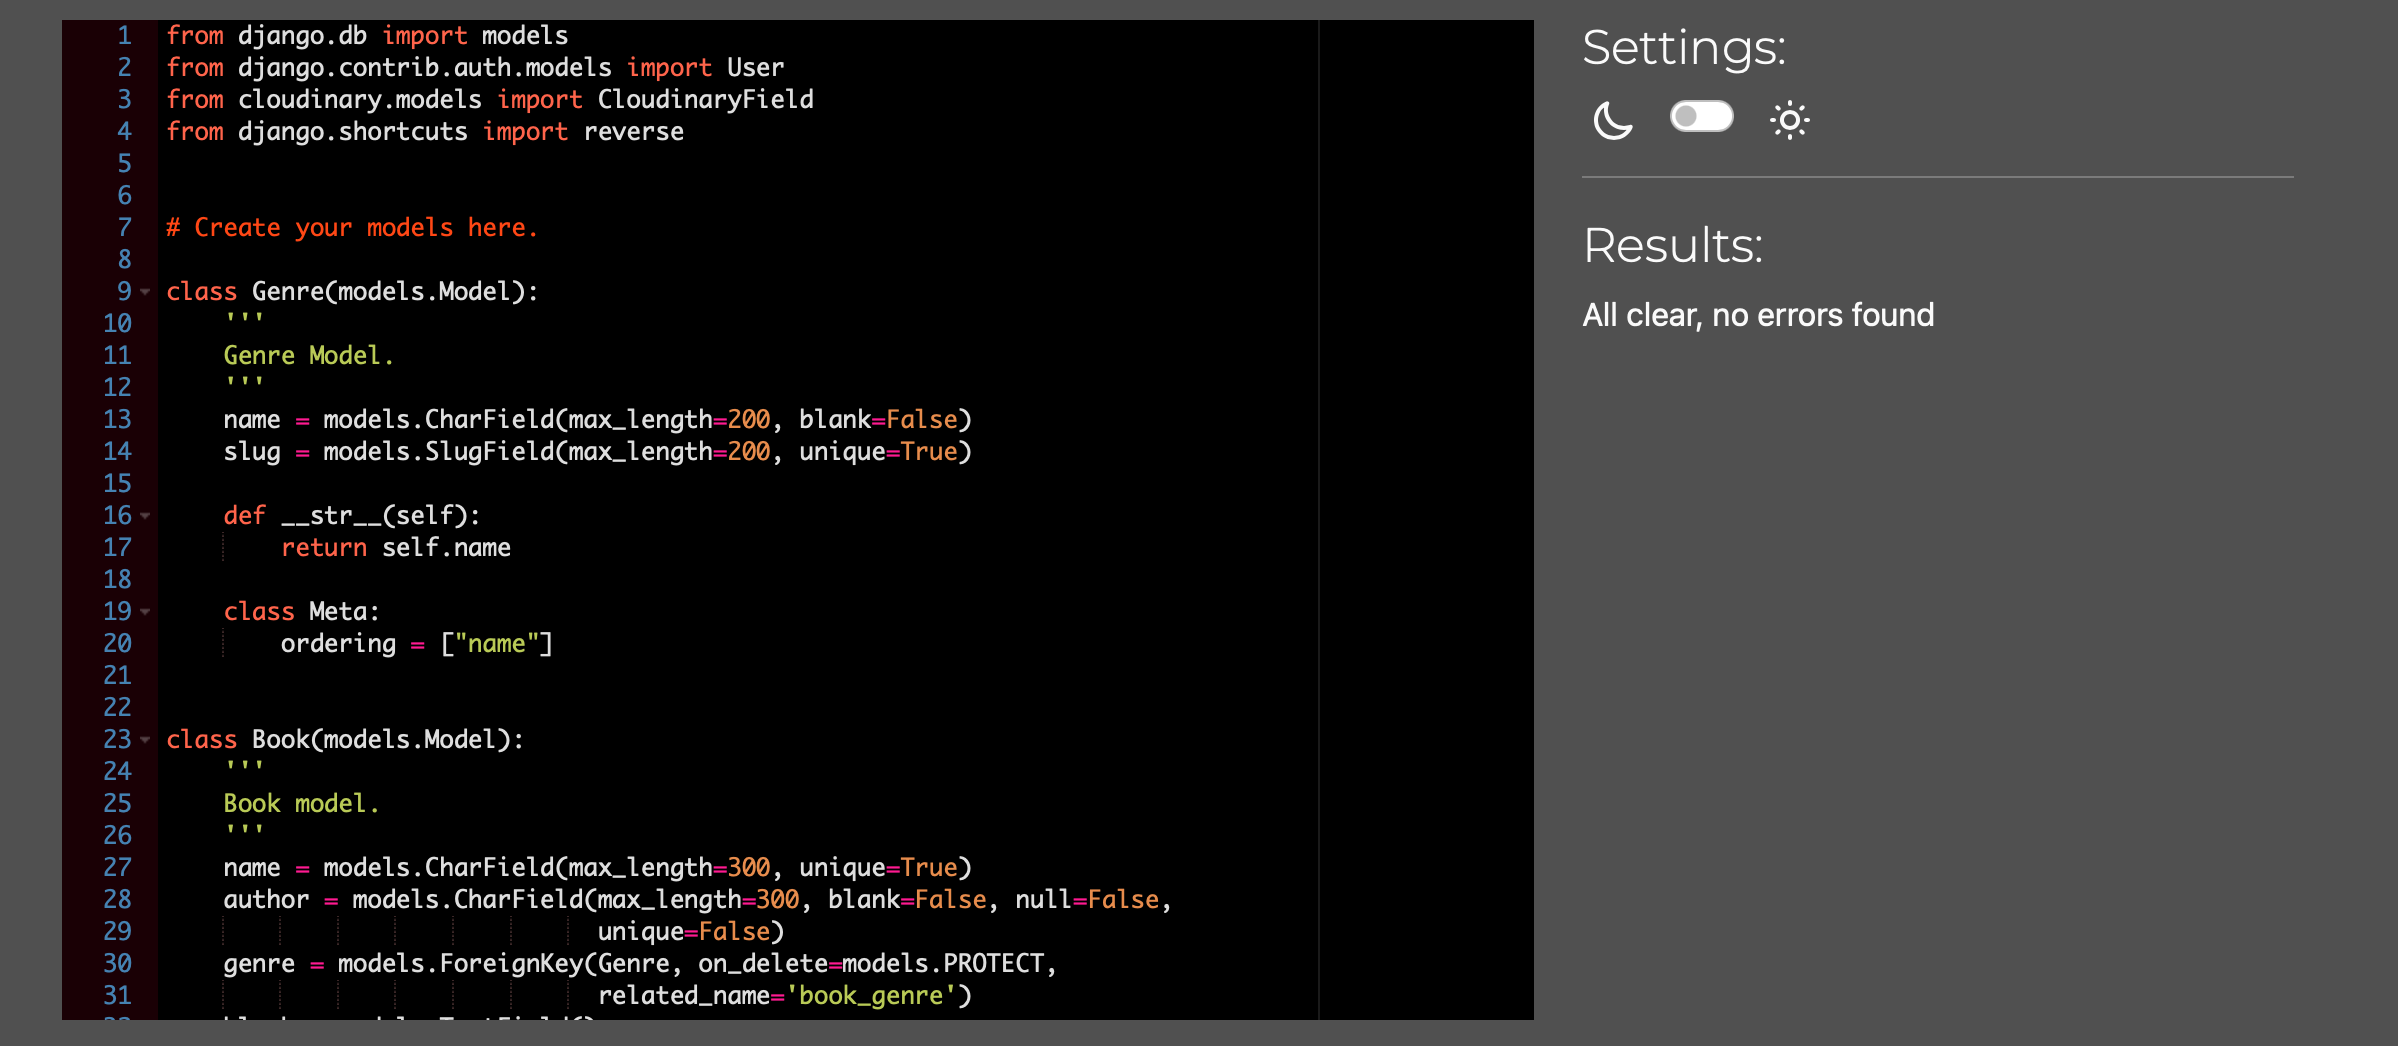 1 from django.db import models
2 from django.contrib.auth.models import User
3 from cloudinary.models import CloudinaryField
4 from django.shortcuts import reverse
5
6
7 # Create your models here.
8
9 class Genre(models.Model):
10     '''
11     Genre Model.
12     '''
13     name = models.CharField(max_length=200, blank=False)
14     slug = models.SlugField(max_length=200, unique=True)
15
16     def __str__(self):
17         return self.name
18
19     class Meta:
20         ordering = ["name"]
21
22
23 class Book(models.Model):
24     '''
25     Book model.
26     '''
27     name = models.CharField(max_length=300, unique=True)
28     author = models.CharField(max_length=300, blank=False, null=False,
29                               unique=False)
30     genre = models.ForeignKey(Genre, on_delete=models.PROTECT,
31                               related_name='book_genre')
Settings:
Results:
All clear, no errors found